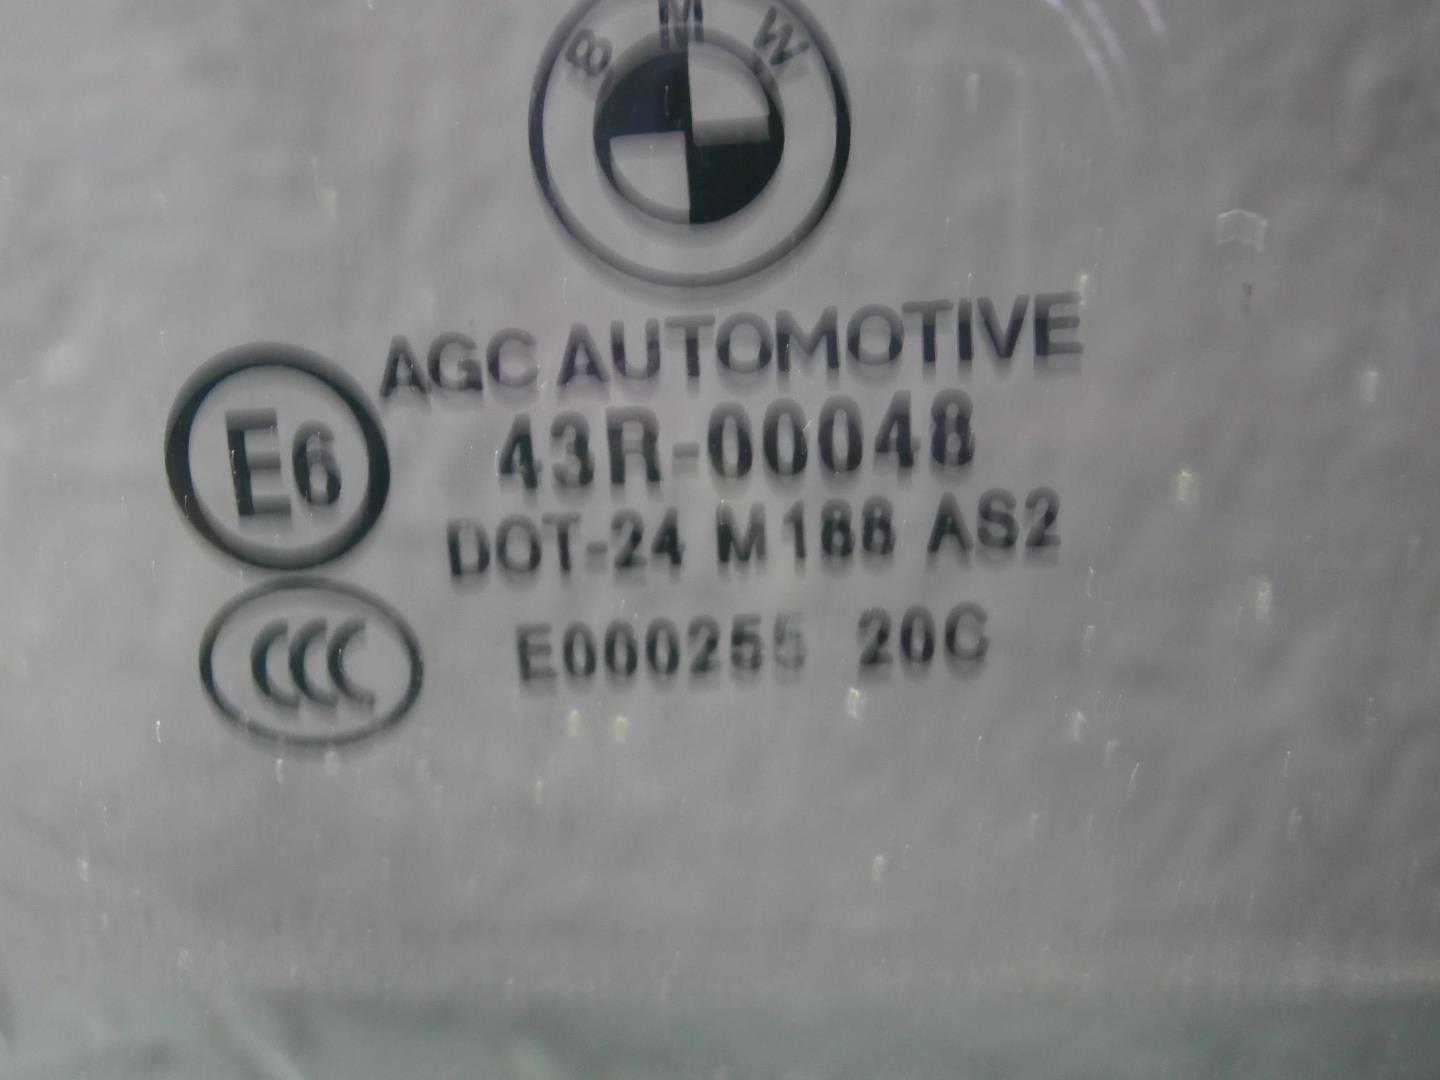 BMW
AGC AUTOMOTIVE
E6
43R-00048
DOT-24 M188 AS2
CCC
E000255 20C